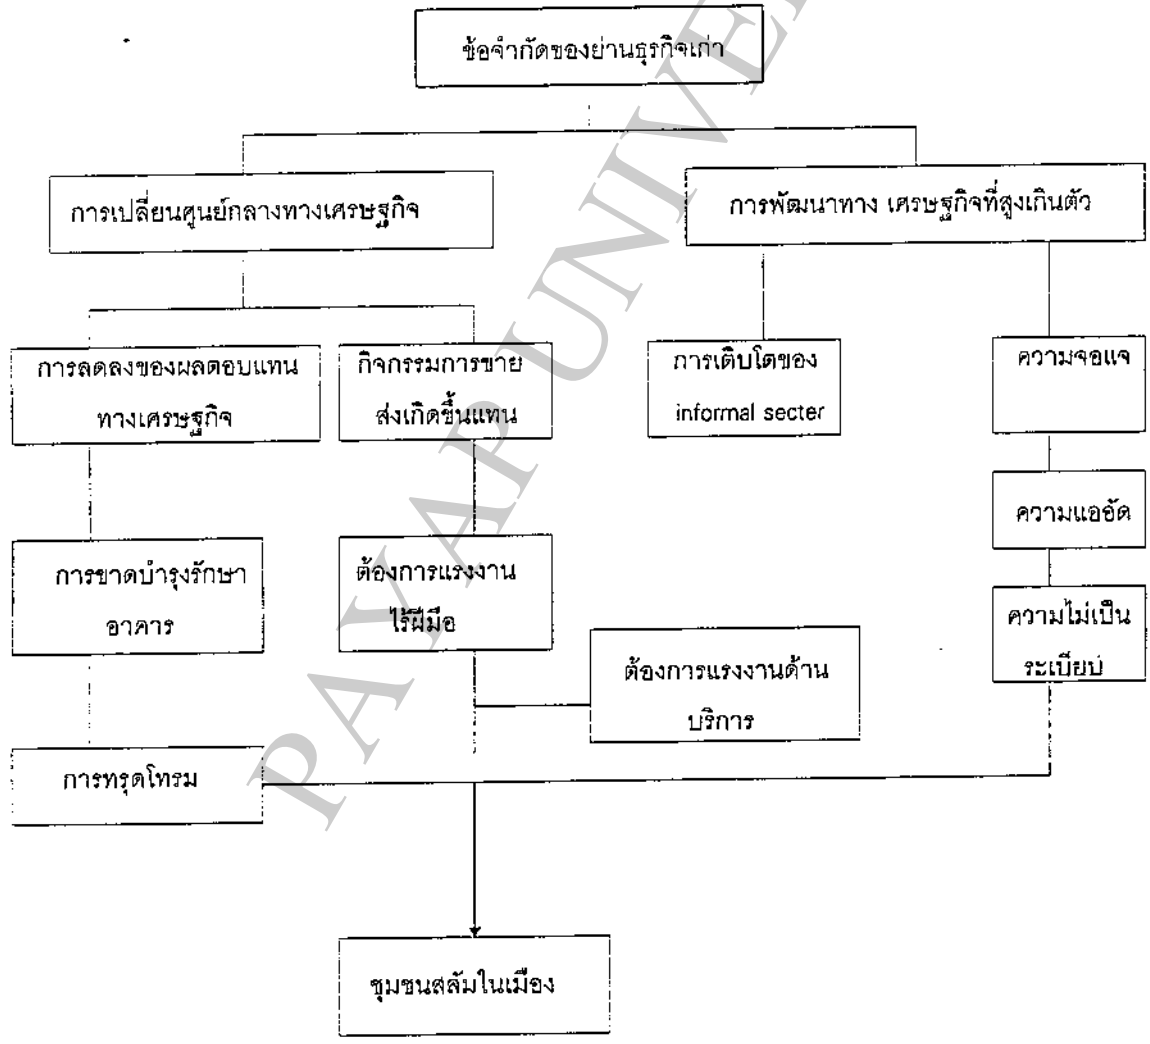 ข้อจำกัดของย่านธุรกิจเก่า
การเปลี่ยนศูนย์กลางทางเศรษฐกิจ
การพัฒนาทาง เศรษฐกิจที่สูงเกินตัว
การลดลงของผลตอบแทน
ทางเศรษฐกิจ
กิจกรรมการขาย
ส่งเกิดขึ้นแทน
การเติบโตของ
informal secter
ความจอแจ
ความแออัด
การขาดบำรุงรักษา
อาคาร
ต้องการแรงงาน
ไร้ฝีมือ
ความไม่เป็น
ระเบียบ
ต้องการแรงงานด้าน
บริการ
การทรุดโทรม
ชุมชนสลัมในเมือง
PAYAP UNIVE